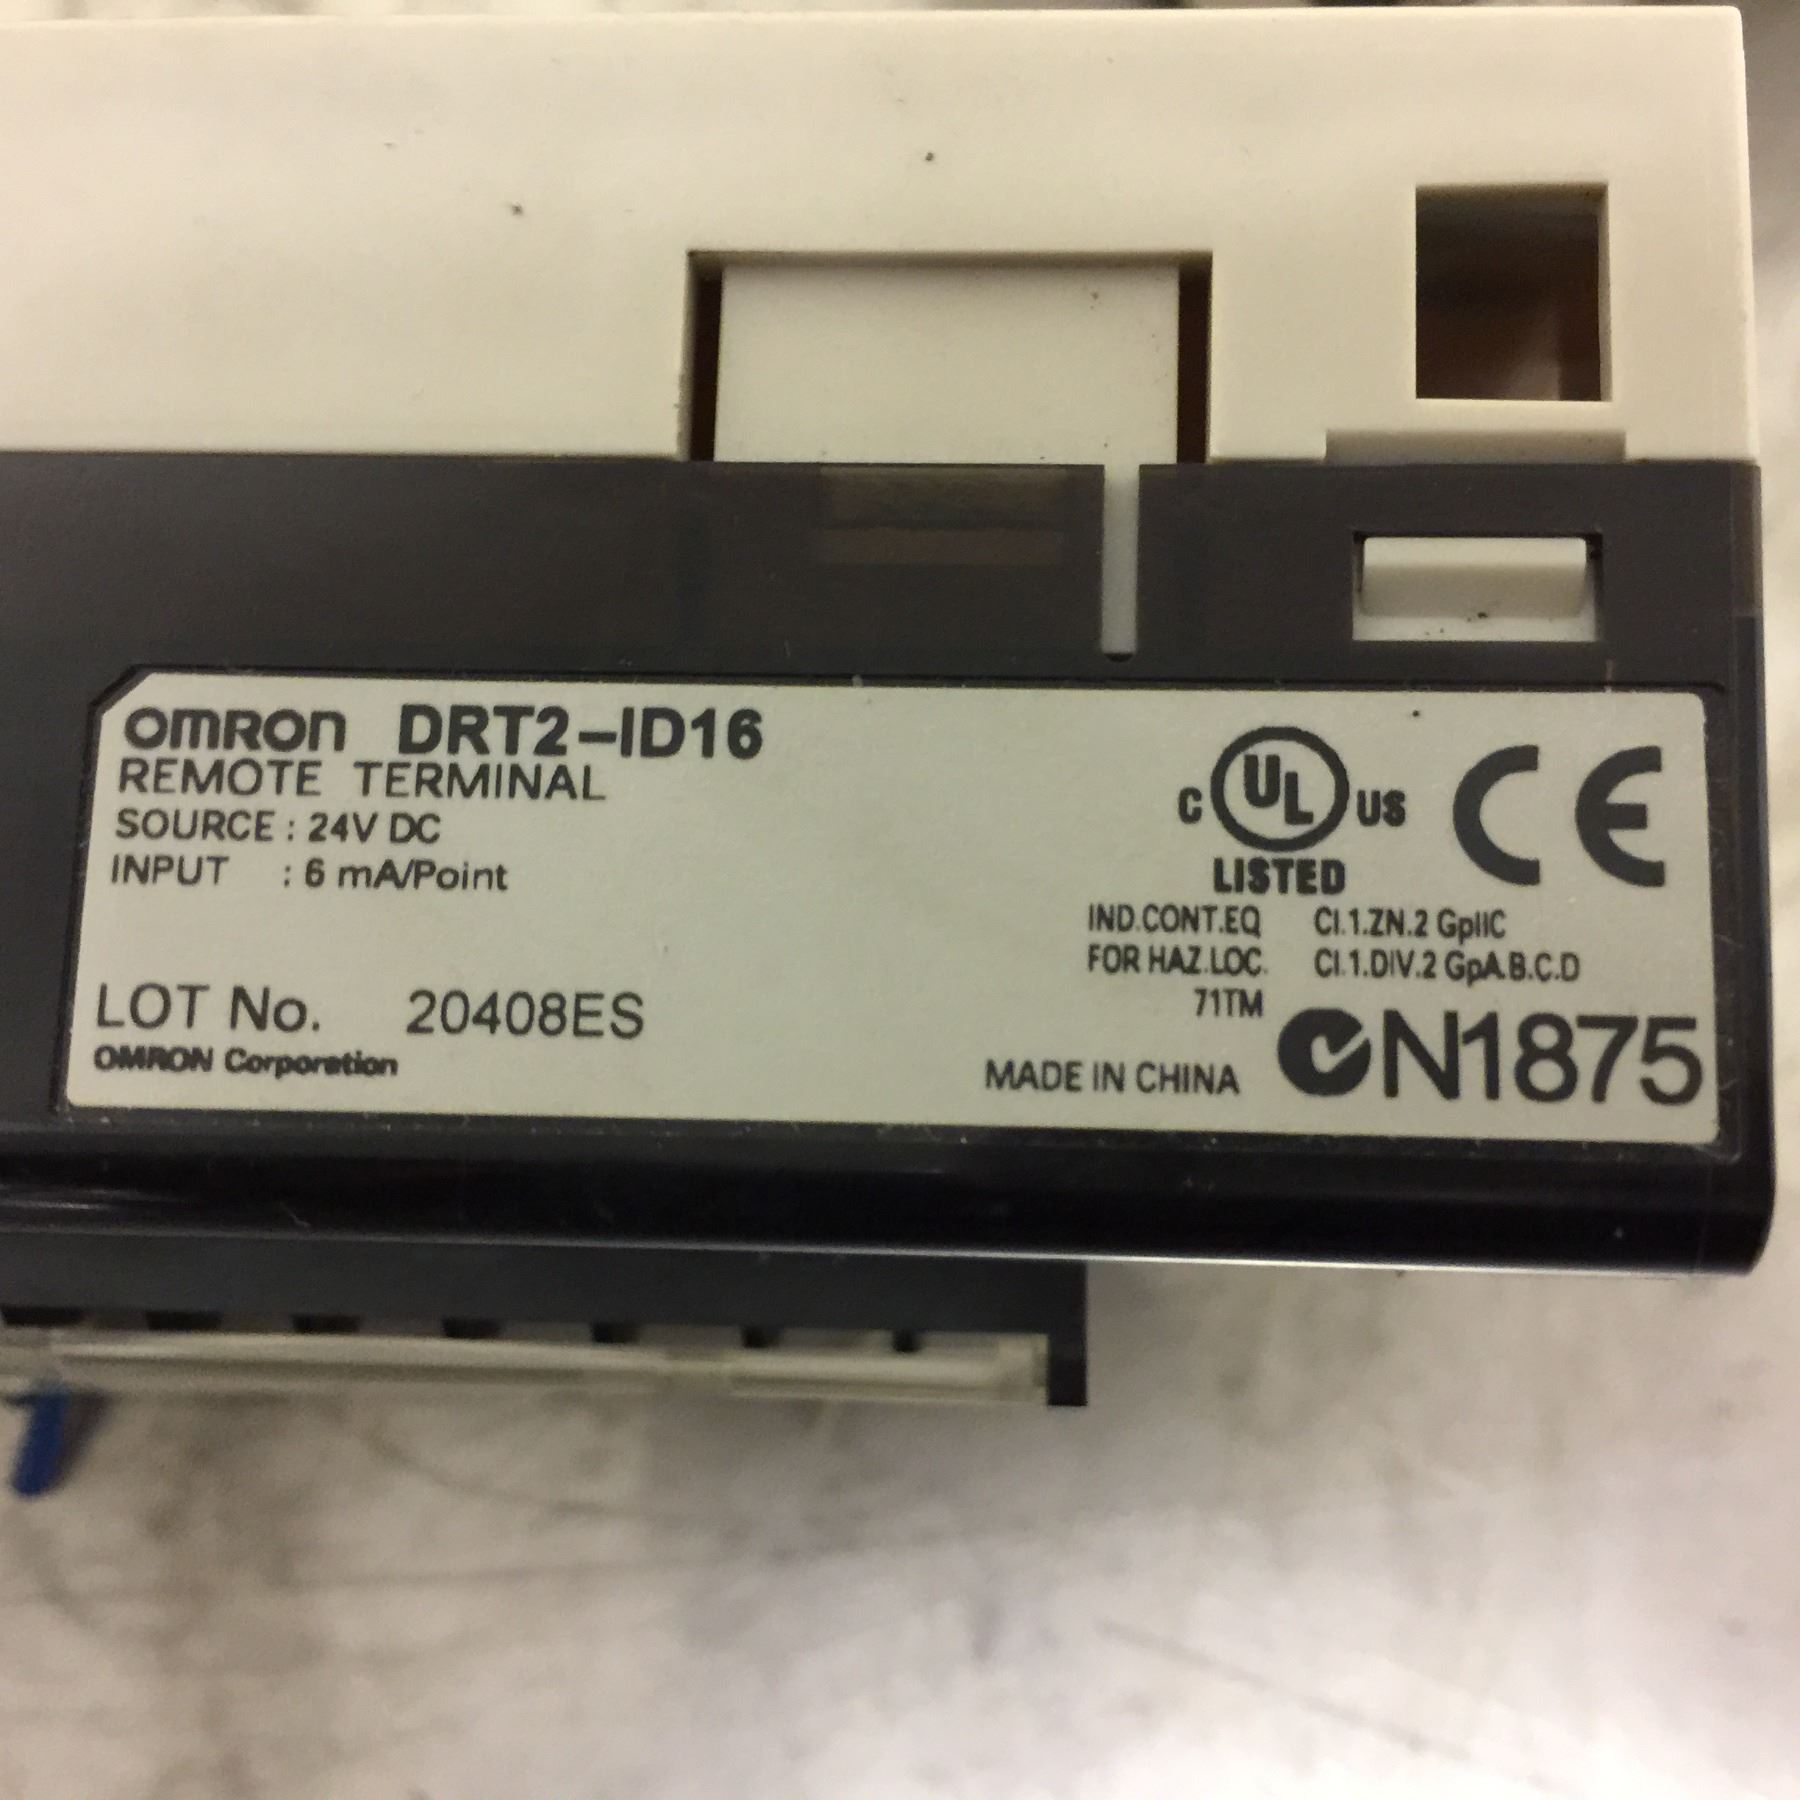 OMRON DRT2-ID16
REMOTE TERMINAL
SOURCE : 24V DC
INPUT : 6 mA/Point
LOT No. 20408ES
OMRON Corporation
C UL US
LISTED
CE
IND.CONT.EQ CI.1.ZN.2 GpIIC
FOR HAZ.LOC. CI.1.DIV.2 GpA.B.C.D
71TM
MADE IN CHINA N1875